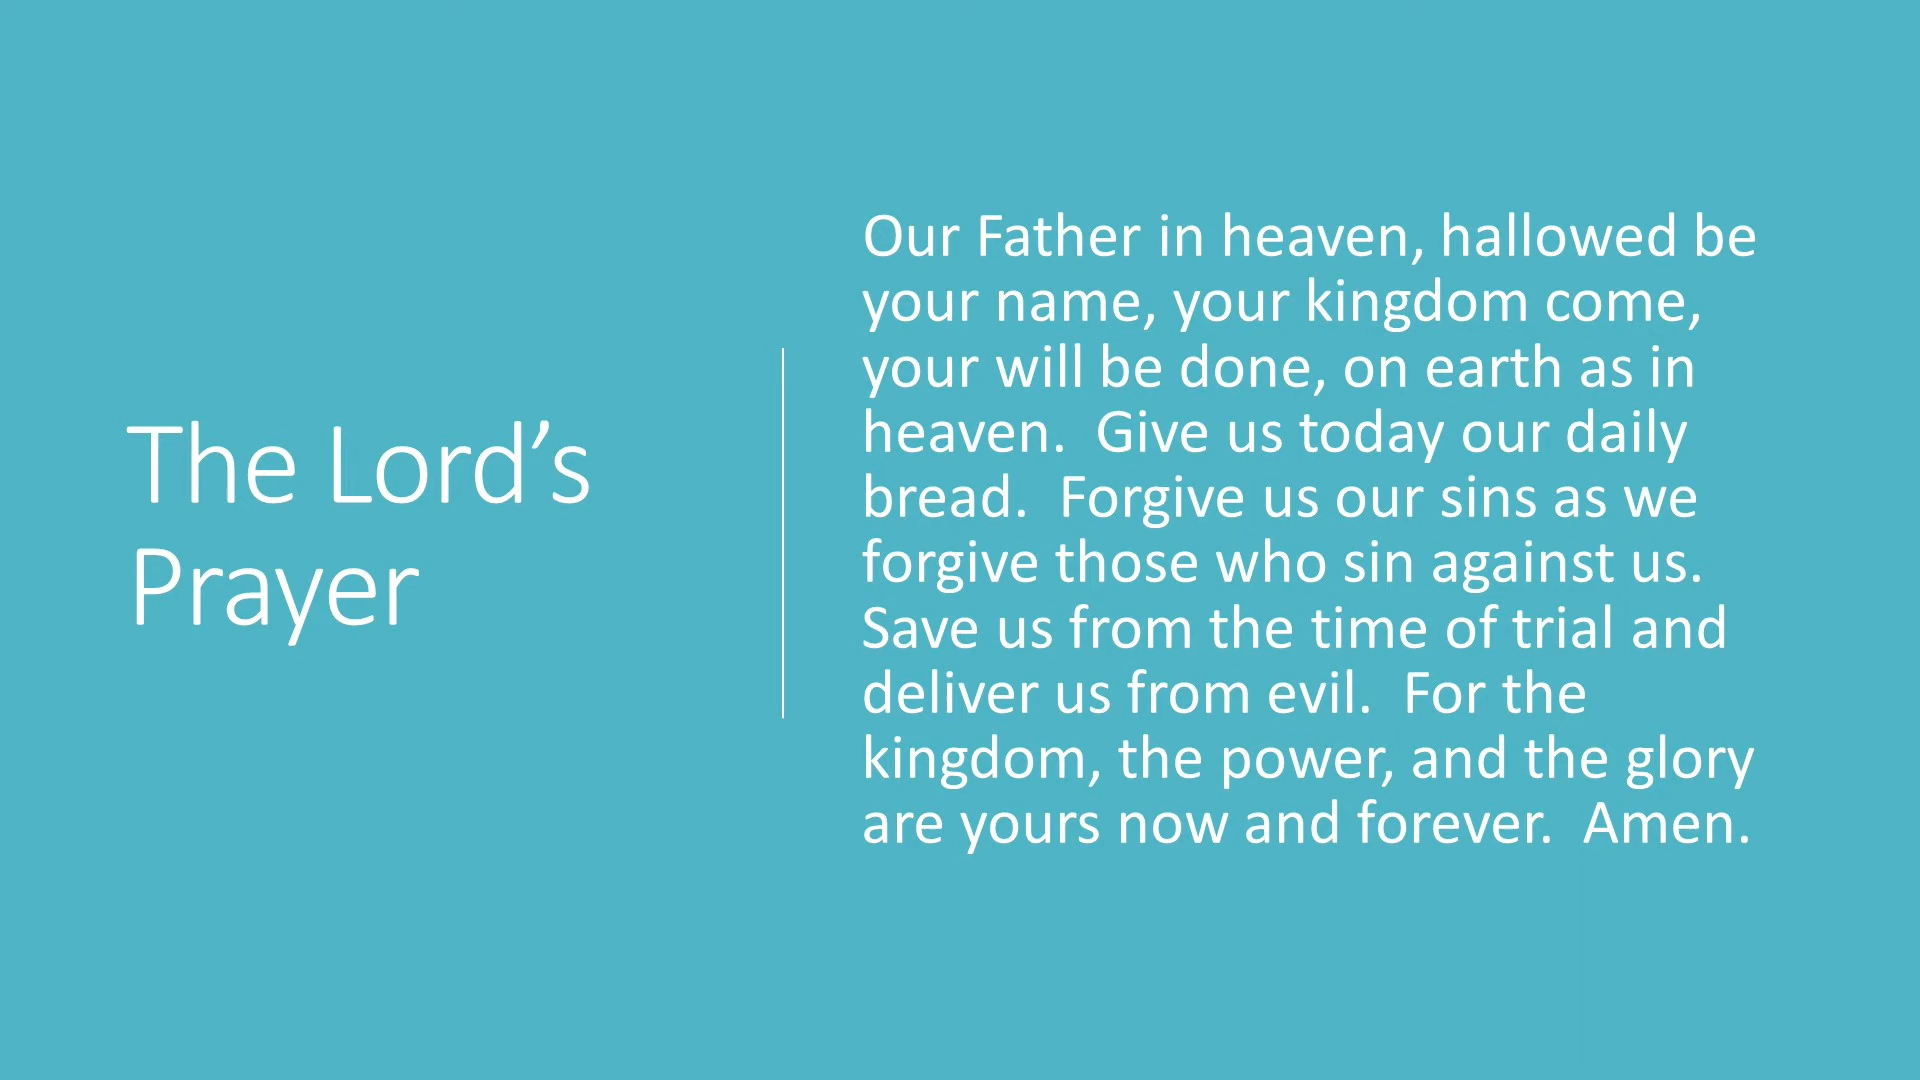 The Lord’s
Prayer
Our Father in heaven, hallowed be
your name, your kingdom come,
your will be done, on earth as in
heaven.  Give us today our daily
bread.  Forgive us our sins as we
forgive those who sin against us.
Save us from the time of trial and
deliver us from evil.  For the
kingdom, the power, and the glory
are yours now and forever.  Amen.